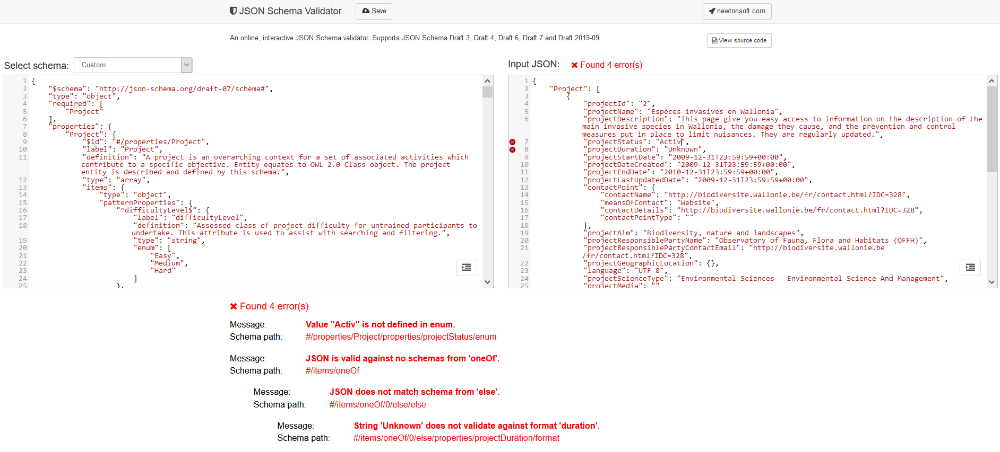 JSON Schema Validator
Save
newtonsoft.com
An online, interactive JSON Schema validator. Supports JSON Schema Draft 3, Draft 4, Draft 6, Draft 7 and Draft 2019-09.
View source code
Select schema:
Custom
1 {
2 "$schema": "http://json-schema.org/draft-07/schema#",
3 "type": "object",
4 "required": [
5 "Project"
6 ],
7 "properties": {
8 "Project": {
9 "$id": "#/properties/Project",
10 "label": "Project",
11 "definition": "A project is an overarching context for a set of associated activities which
contribute to a specific objective. Entity equates to OWL 2.0 Class object. The project
entity is described and defined by this schema.",
12 "type": "array",
13 "items": {
14 "type": "object",
15 "patternProperties": {
16 "^difficultyLevel$": {
17 "label": "difficultyLevel",
18 "definition": "Assessed class of project difficulty for untrained participants to
undertake. This attribute is used to assist with searching and filtering.",
19 "type": "string",
20 "enum": [
21 "Easy",
22 "Medium",
23 "Hard"
24 ]
25 },
Input JSON:
Found 4 error(s)
1 {
2 "Project": [
3 {
4 "projectId": "2",
5 "projectName": "Espèces invasives en Wallonia",
6 "projectDescription": "This page give you easy access to information on the description of the
main invasive species in Wallonia, the damage they cause, and the prevention and control
measures put in place to limit nuisances. They are regularly updated.",
7 "projectStatus": "Activ",
8 "projectDuration": "Unknown",
9 "projectStartDate": "2009-12-31T23:59:59+00:00",
10 "projectDateCreated": "2009-12-31T23:59:59+00:00",
11 "projectEndDate": "2010-12-31T23:59:59+00:00",
12 "projectLastUpdatedDate": "2009-12-31T23:59:59+00:00",
13 "contactPoint": {
14 "contactName": "http://biodiversite.wallonie.be/fr/contact.html?IDC=328",
15 "meansOfContact": "Website",
16 "contactDetails": "http://biodiversite.wallonie.be/fr/contact.html?IDC=328",
17 "contactPointType": ""
18 },
19 "projectAim": "Biodiversity, nature and landscapes",
20 "projectResponsiblePartyName": "Observatory of Fauna, Flora and Habitats (OFFH)",
21 "projectResponsiblePartyContactEmail": "http://biodiversite.wallonie.be
/fr/contact.html?IDC=328",
22 "projectGeographicLocation": {},
23 "language": "UTF-8",
24 "projectScienceType": "Environmental Sciences - Environmental Science And Management",
25 "projectMedia": ""
Found 4 error(s)
Message: Value "Activ" is not defined in enum.
Schema path: #/properties/Project/properties/projectStatus/enum
Message: JSON is valid against no schemas from 'oneOf'.
Schema path: #/items/oneOf
Message: JSON does not match schema from 'else'.
Schema path: #/items/oneOf/0/else/else
Message: String 'Unknown' does not validate against format 'duration'.
Schema path: #/items/oneOf/0/else/properties/projectDuration/format